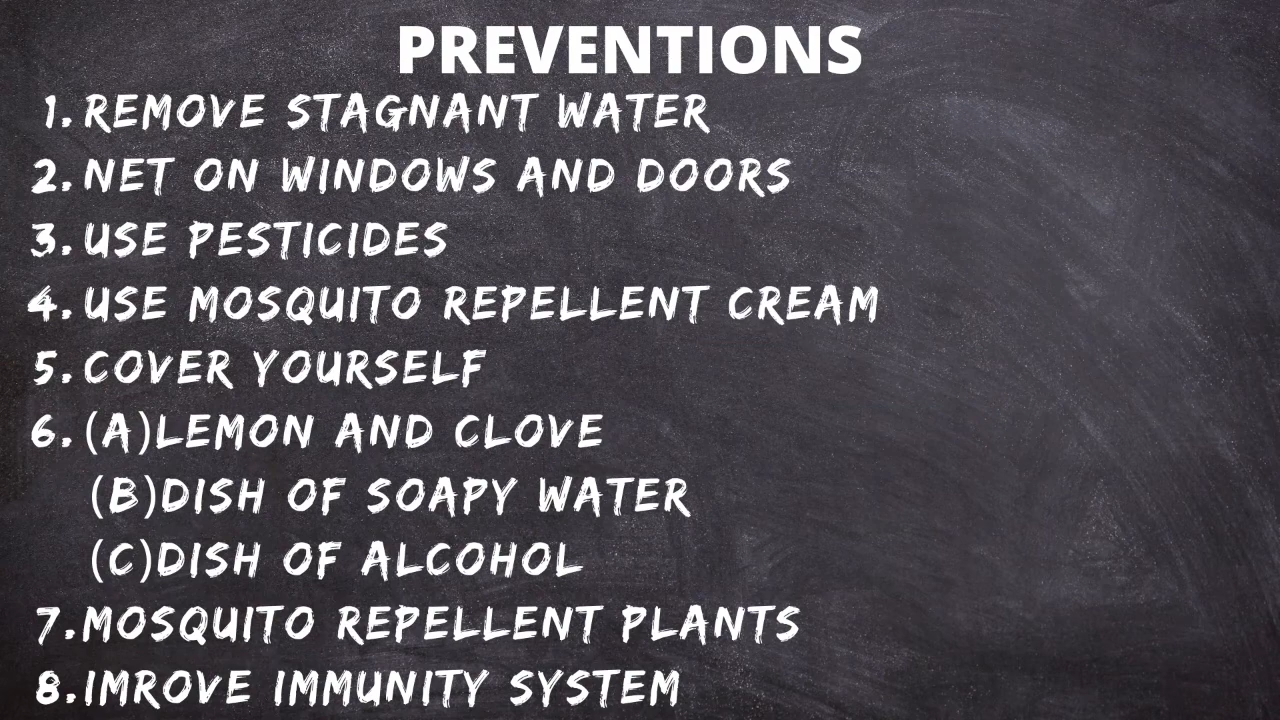 PREVENTIONS
1. REMOVE STAGNANT WATER
2. NET ON WINDOWS AND DOORS
3. USE PESTICIDES
4. USE MOSQUITO REPELLENT CREAM
5. COVER YOURSELF
6. (A)LEMON AND CLOVE
(B)DISH OF SOAPY WATER
(C)DISH OF ALCOHOL
7.MOSQUITO REPELLENT PLANTS
8.IMROVE IMMUNITY SYSTEM